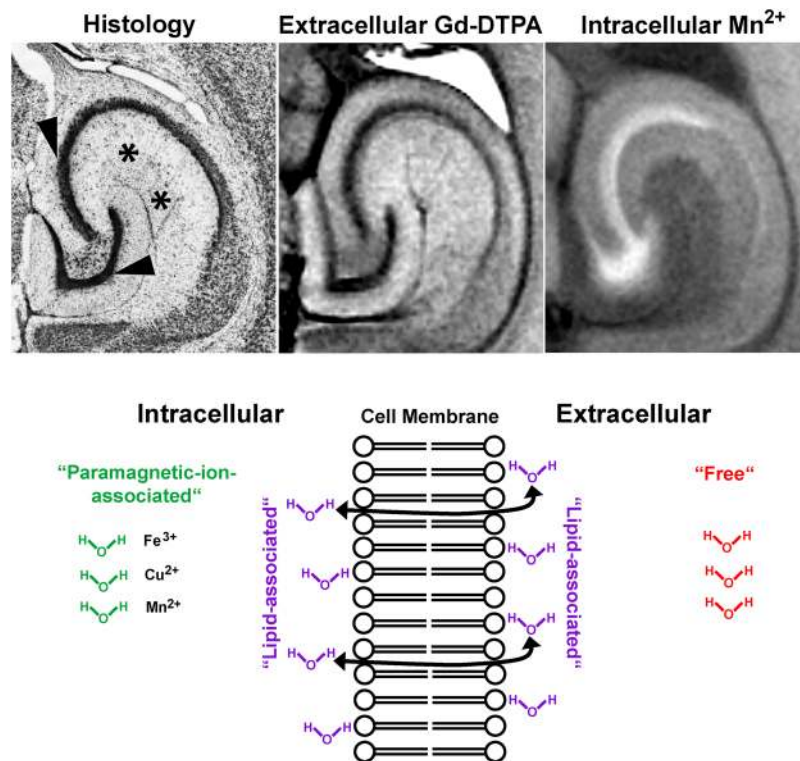 Histology
Extracellular Gd-DTPA
Intracellular Mn2+
* 
*
Intracellular
Cell Membrane
Extracellular
“Paramagnetic-ion-
associated“
“Free“
“Lipid-associated“
“Lipid-associated“
H O H Fe3+
H O H Cu2+
H O H Mn2+
H O H
H O H
H O H
H O H
H O H
H O H
H O H
H O H
H O H
H O H
H O H